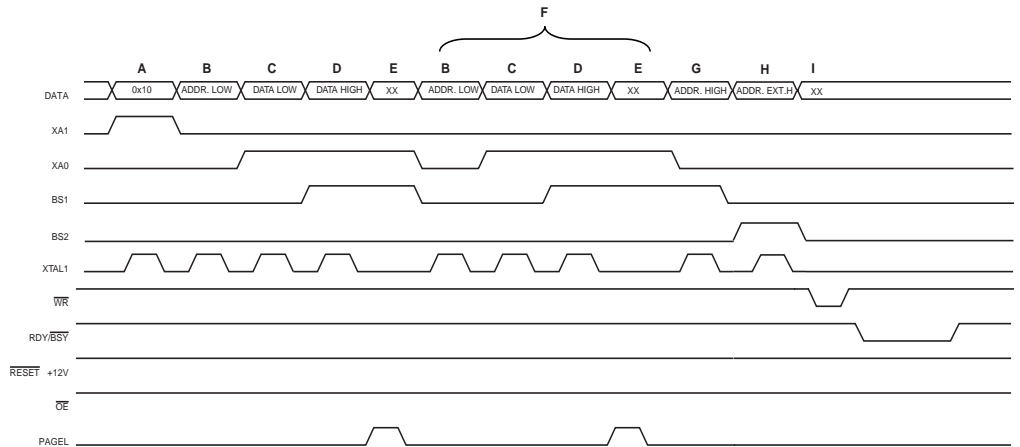 F
A B C D E B C D E G H I
DATA 0x10 ADDR. LOW DATA LOW DATA HIGH XX ADDR. LOW DATA LOW DATA HIGH XX ADDR. HIGH ADDR. EXT.H XX
XA1
XA0
BS1
BS2
XTAL1
WR
RDY/BSY
RESET +12V
OE
PAGEL